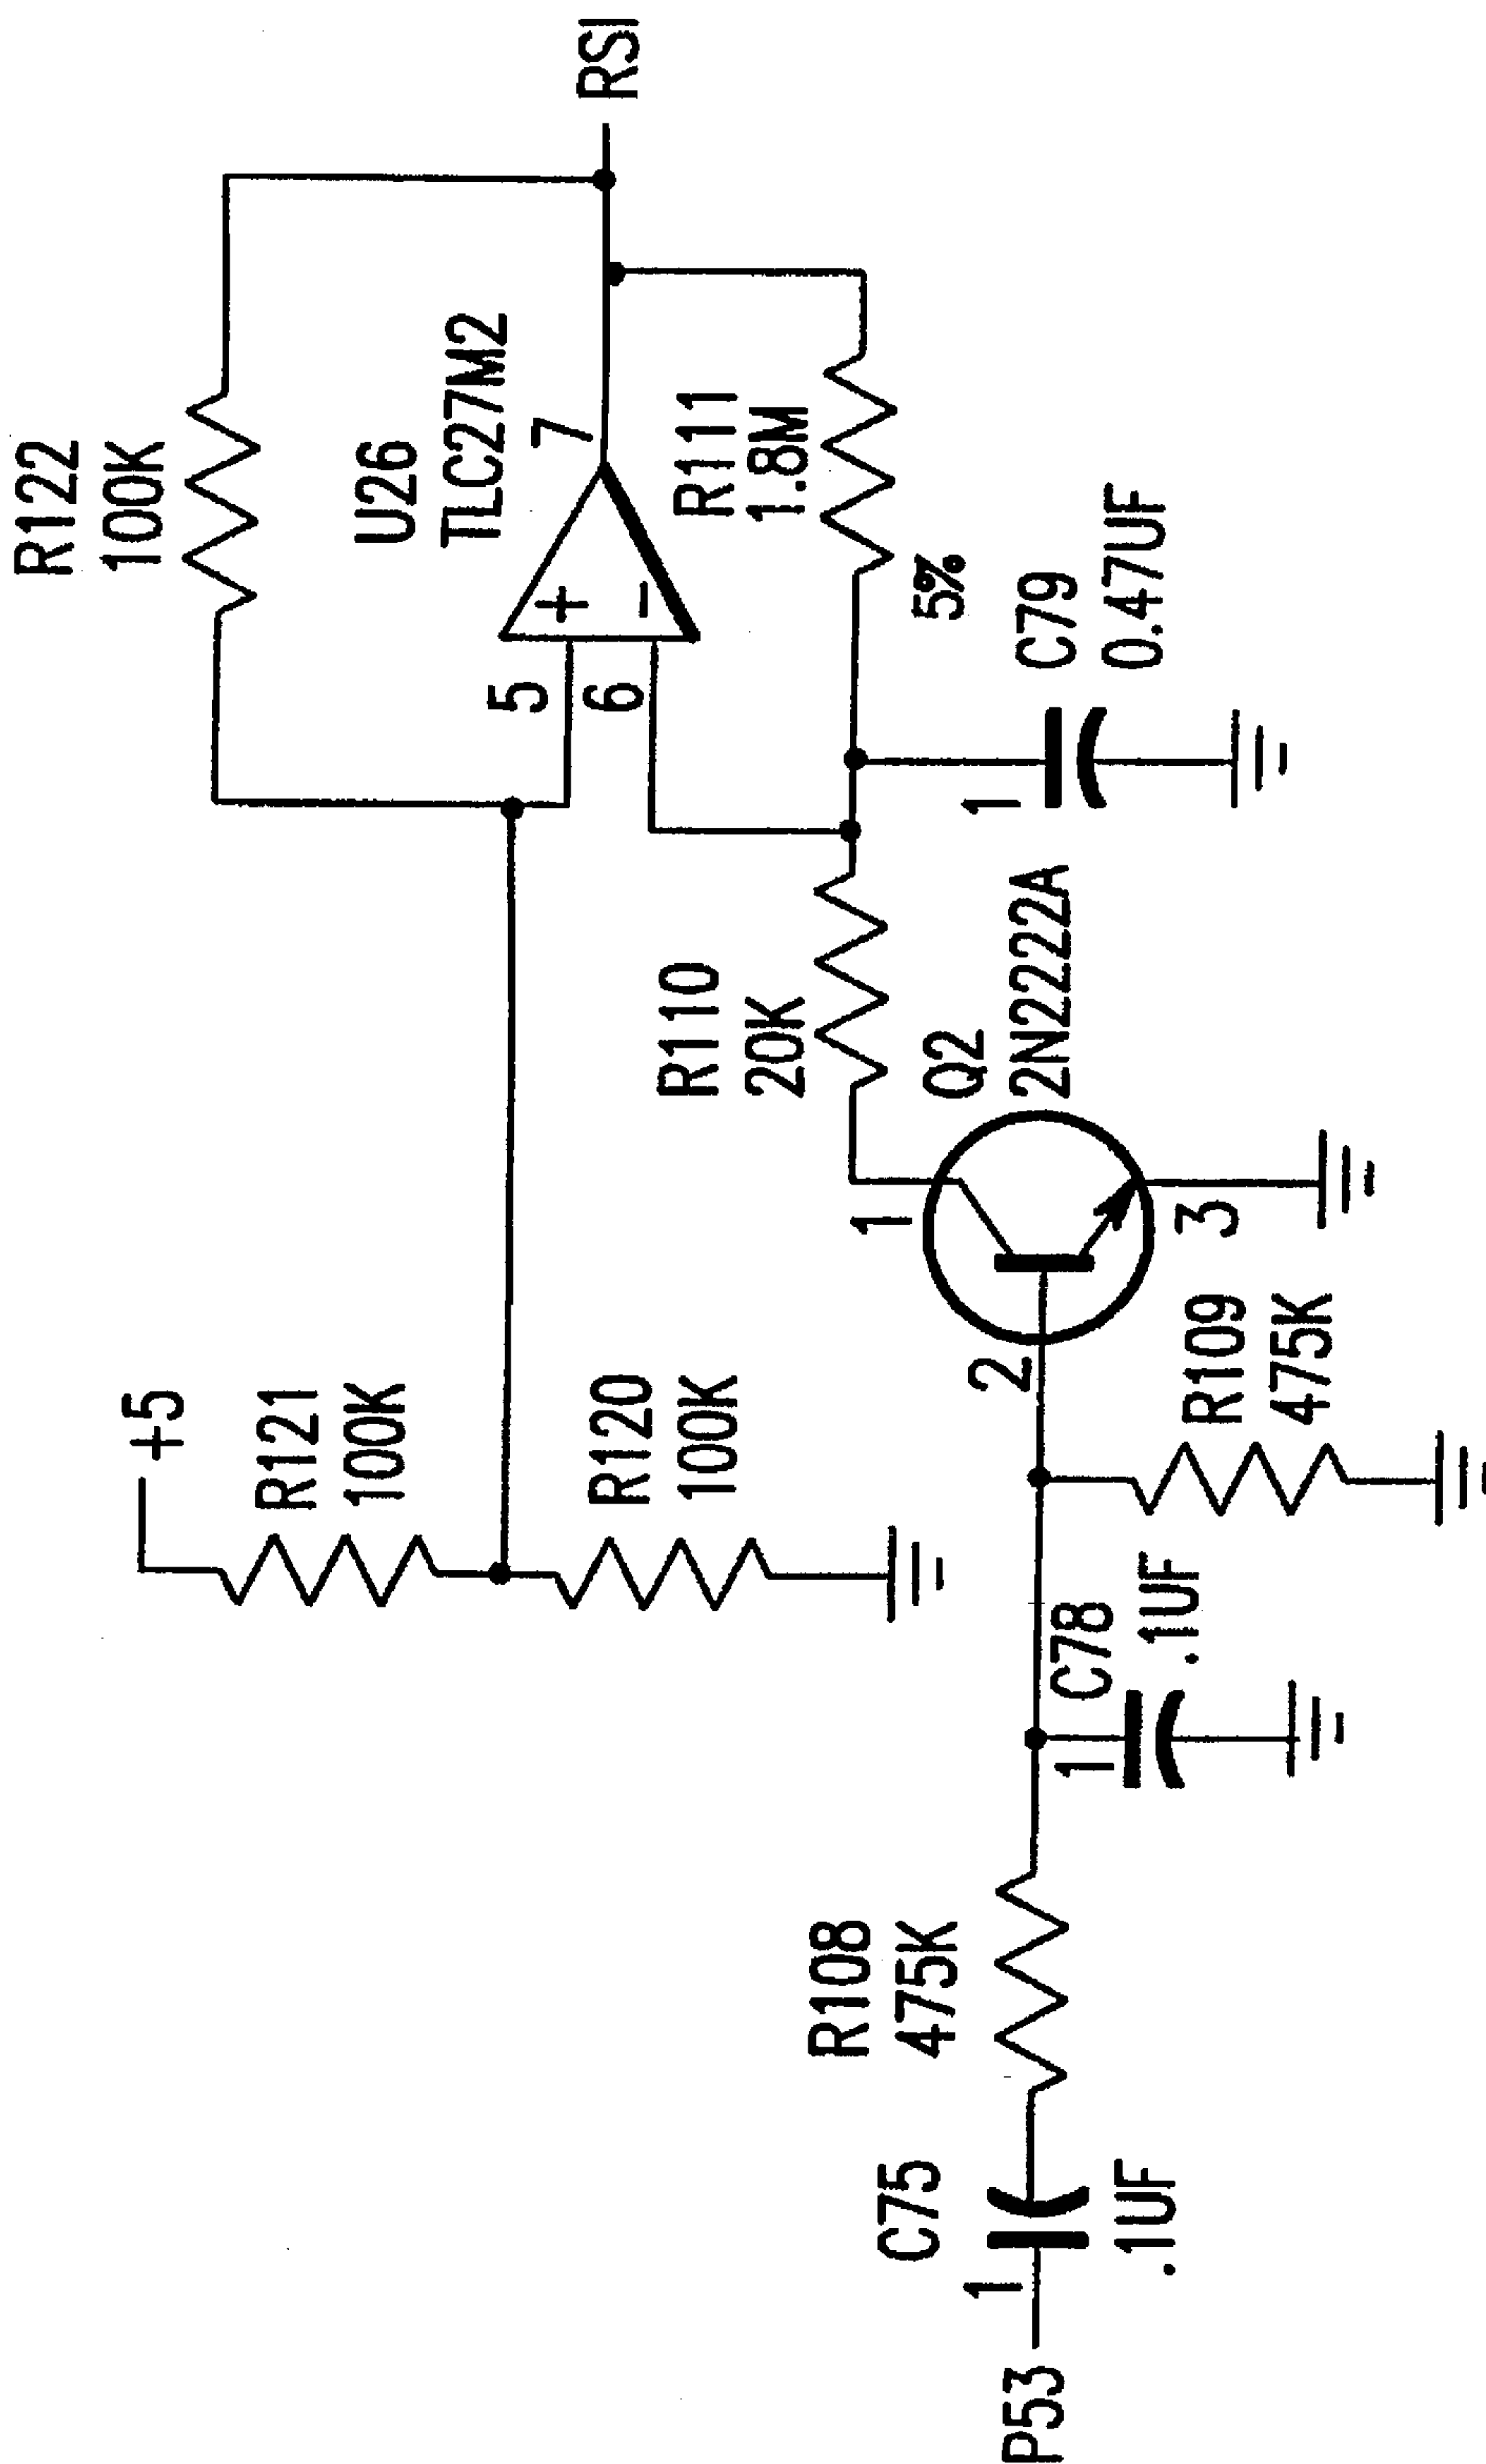 R122
100K
U26
TLC27M2
7
+
-
5
6
RSI
R111
1.8M
5%
C79
0.47UF
1
+5
R121
100K
R120
100K
R110
20K
Q2
2N2222A
1
2
3
R109
475K
C78
.1UF
1
R108
475K
C75
.1UF
1
P53